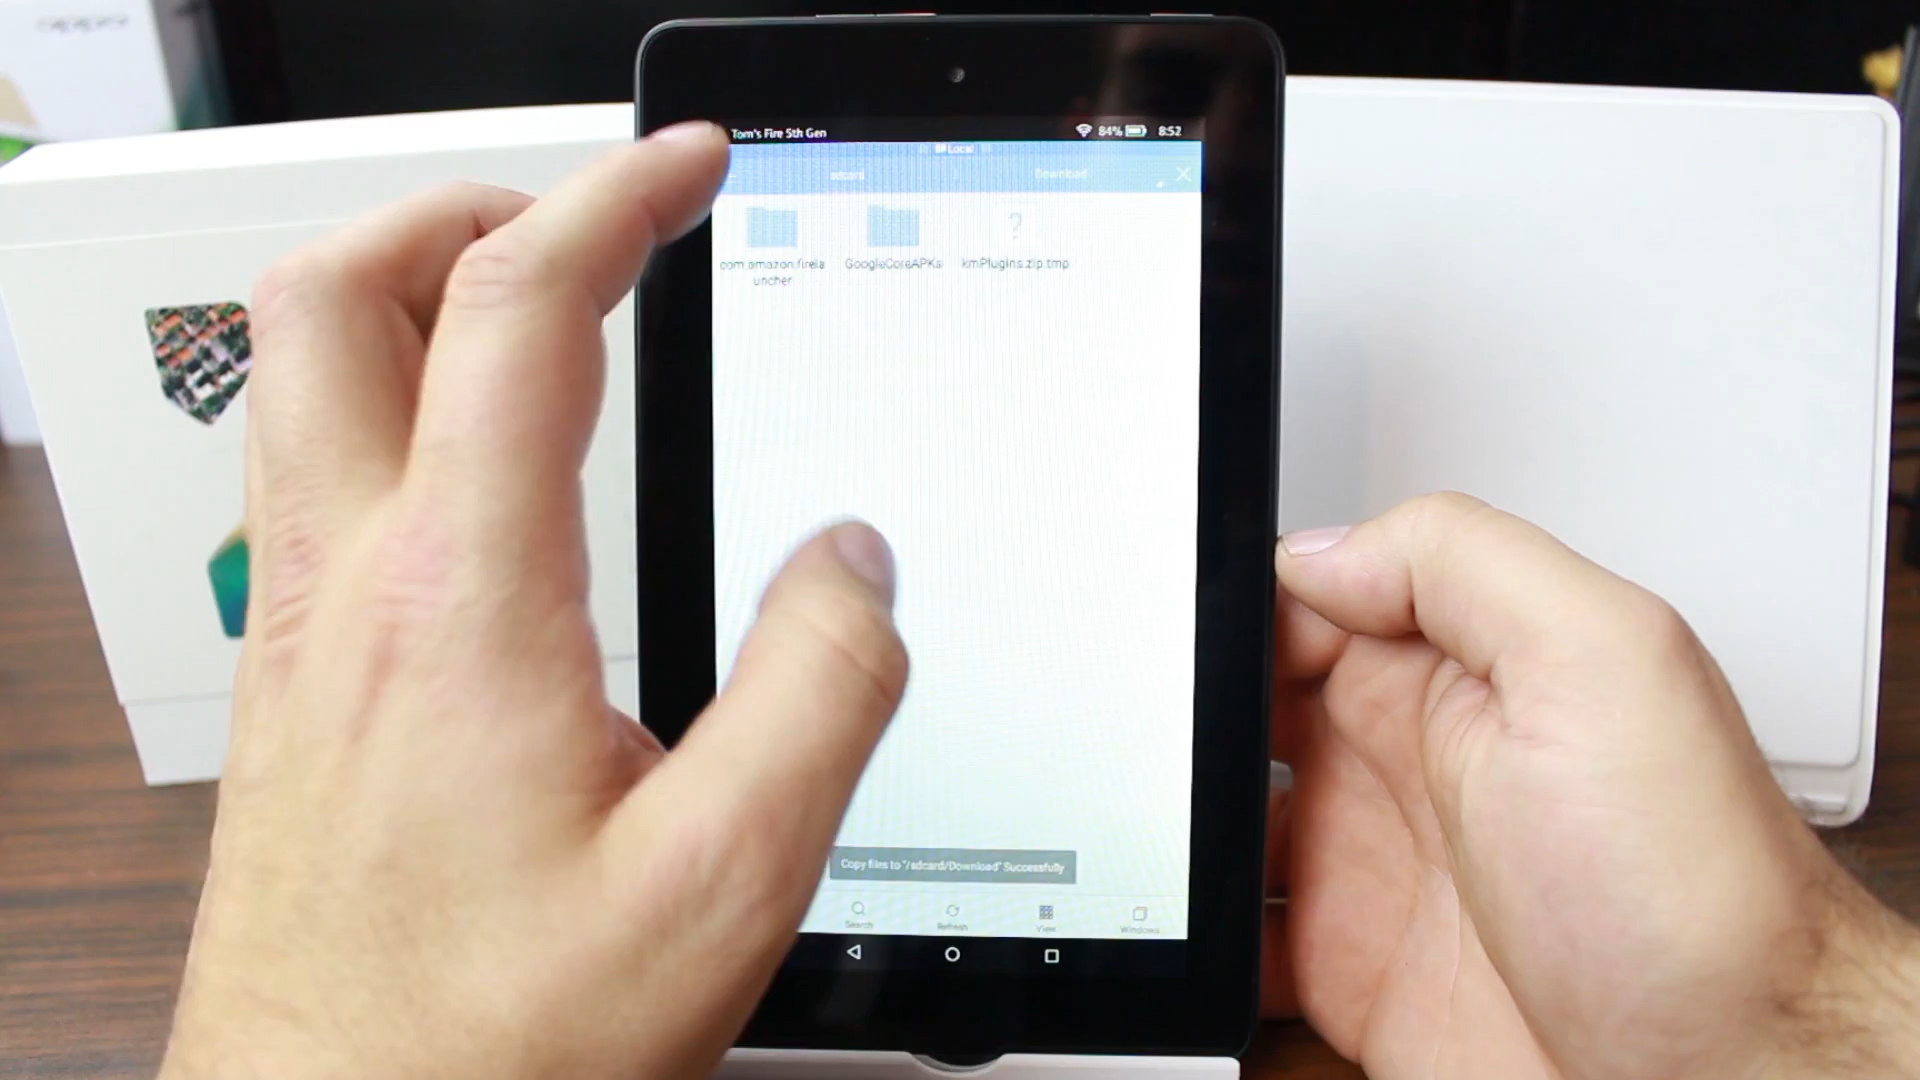 oppo
Tom's Fire 5th Gen
84%
8:52
Local
sdcard
Download
com.amazon.firela
uncher
GoogleCoreAPKs
?
kmPlugins.zip.tmp
Copy files to "/sdcard/Download" Successfully
Search
Refresh
View
Windows